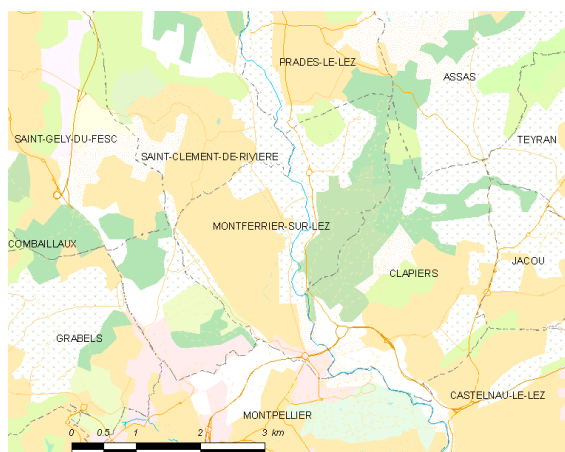 PRADES-LE-LEZ
ASSAS
SAINT-GELY-DU-FESC
TEYRAN
SAINT-CLEMENT-DE-RIVIERE
MONTFERRIER-SUR-LEZ
COMBAILLAUX
JACOU
CLAPIERS
GRABELS
CASTELNAU-LE-LEZ
MONTPELLIER
0 0.5 1 2 3 km